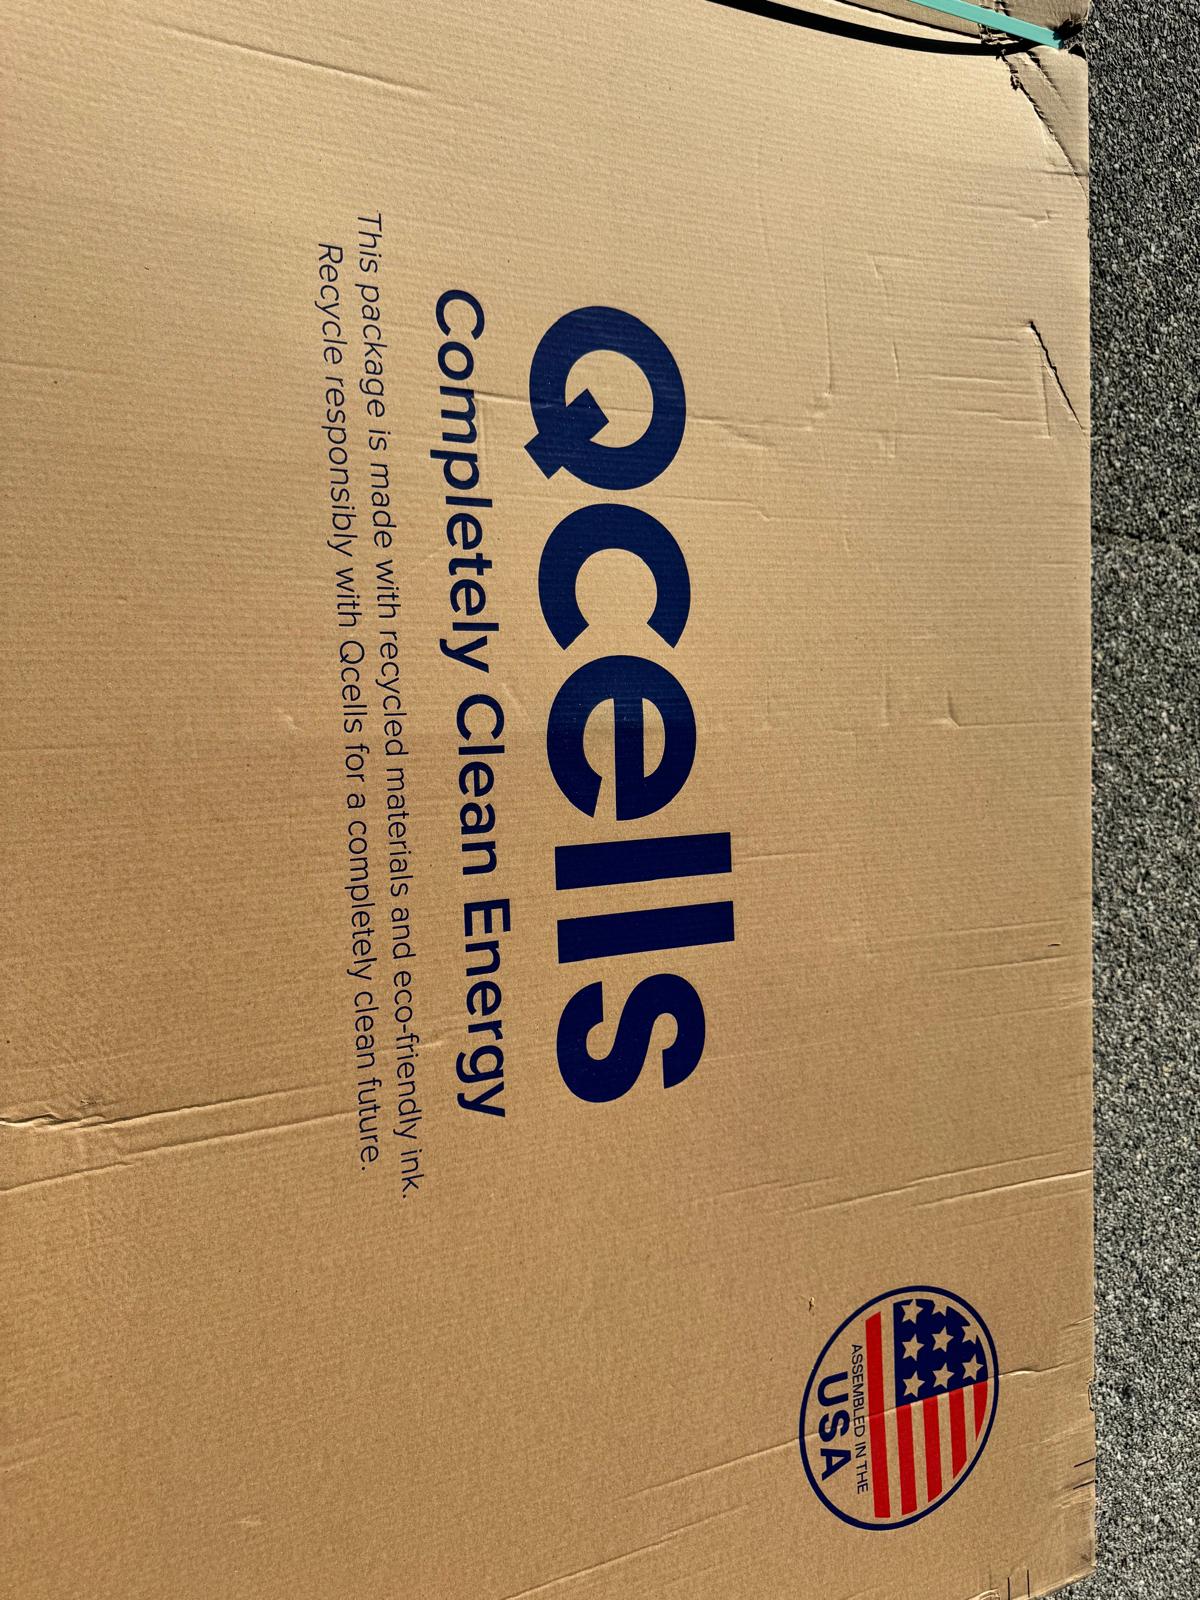 Qcells
Completely Clean Energy
This package is made with recycled materials and eco-friendly ink.
Recycle responsibly with Qcells for a completely clean future.
ASSEMBLED IN THE
USA